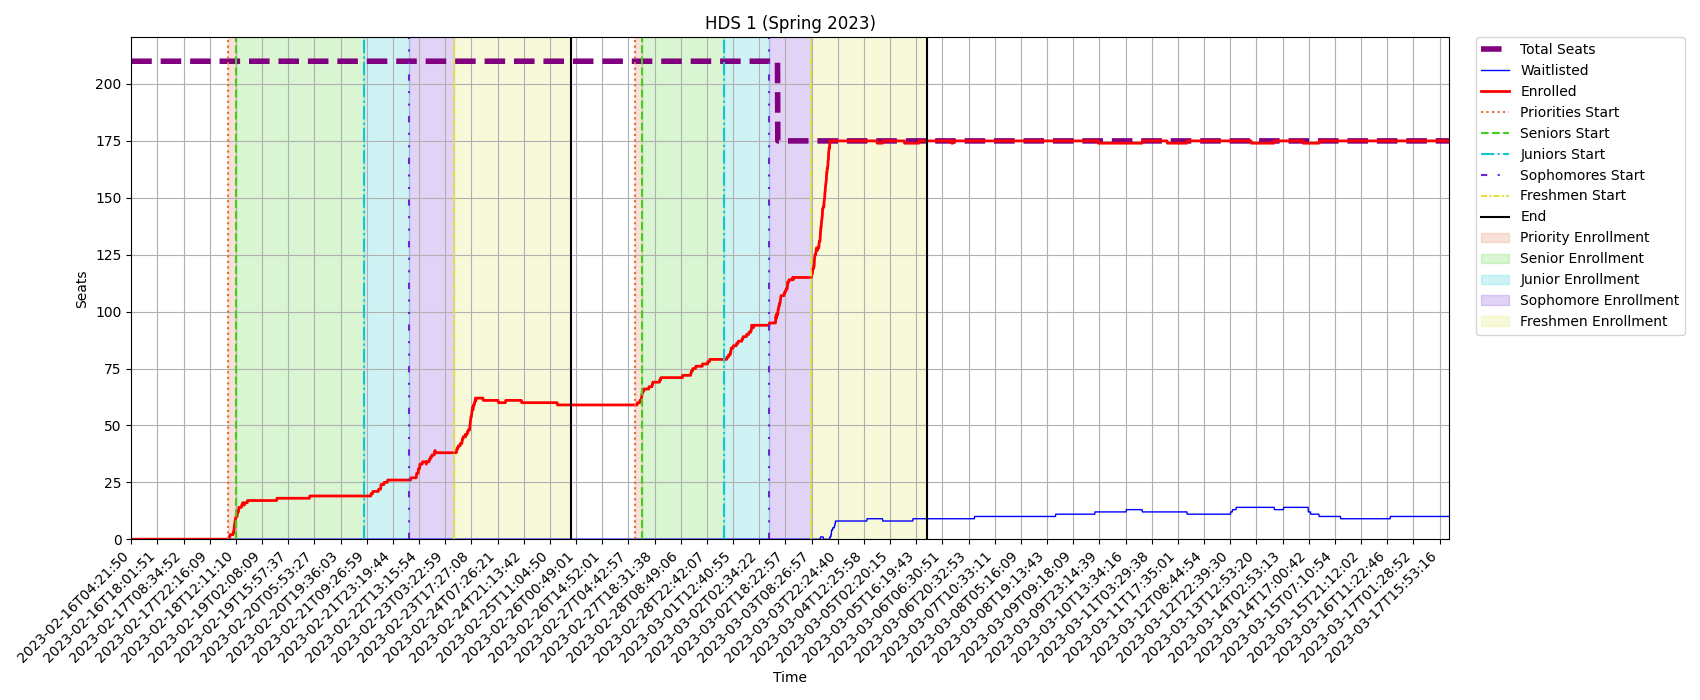 HDS 1 (Spring 2023)
Seats
200
175
150
125
100
75
50
25
0
2023-02-16T04:21:50
2023-02-16T18:01:51
2023-02-17T08:34:52
2023-02-17T22:16:09
2023-02-18T12:11:10
2023-02-19T02:08:09
2023-02-19T15:57:37
2023-02-20T05:53:27
2023-02-20T19:36:03
2023-02-21T09:26:59
2023-02-21T23:19:44
2023-02-22T13:15:54
2023-02-23T03:22:59
2023-02-23T17:27:08
2023-02-24T07:26:21
2023-02-24T21:13:42
2023-02-25T11:04:50
2023-02-26T00:49:01
2023-02-26T14:52:01
2023-02-27T04:42:57
2023-02-27T18:31:38
2023-02-28T08:49:06
2023-02-28T22:42:07
2023-03-01T12:40:55
2023-03-02T02:34:22
2023-03-02T18:22:57
2023-03-03T08:26:57
2023-03-03T22:24:40
2023-03-04T12:25:58
2023-03-05T02:20:15
2023-03-05T16:19:43
2023-03-06T06:30:51
2023-03-06T20:32:53
2023-03-07T10:33:11
2023-03-08T05:16:09
2023-03-08T19:13:43
2023-03-09T09:18:09
2023-03-09T23:14:39
2023-03-10T13:34:16
2023-03-11T03:29:38
2023-03-11T17:35:01
2023-03-12T08:44:54
2023-03-12T22:39:30
2023-03-13T12:53:20
2023-03-14T02:53:13
2023-03-14T17:00:42
2023-03-15T07:10:54
2023-03-15T21:12:02
2023-03-16T11:22:46
2023-03-17T01:28:52
2023-03-17T15:53:16
Time
Total Seats
Waitlisted
Enrolled
Priorities Start
Seniors Start
Juniors Start
Sophomores Start
Freshmen Start
End
Priority Enrollment
Senior Enrollment
Junior Enrollment
Sophomore Enrollment
Freshmen Enrollment